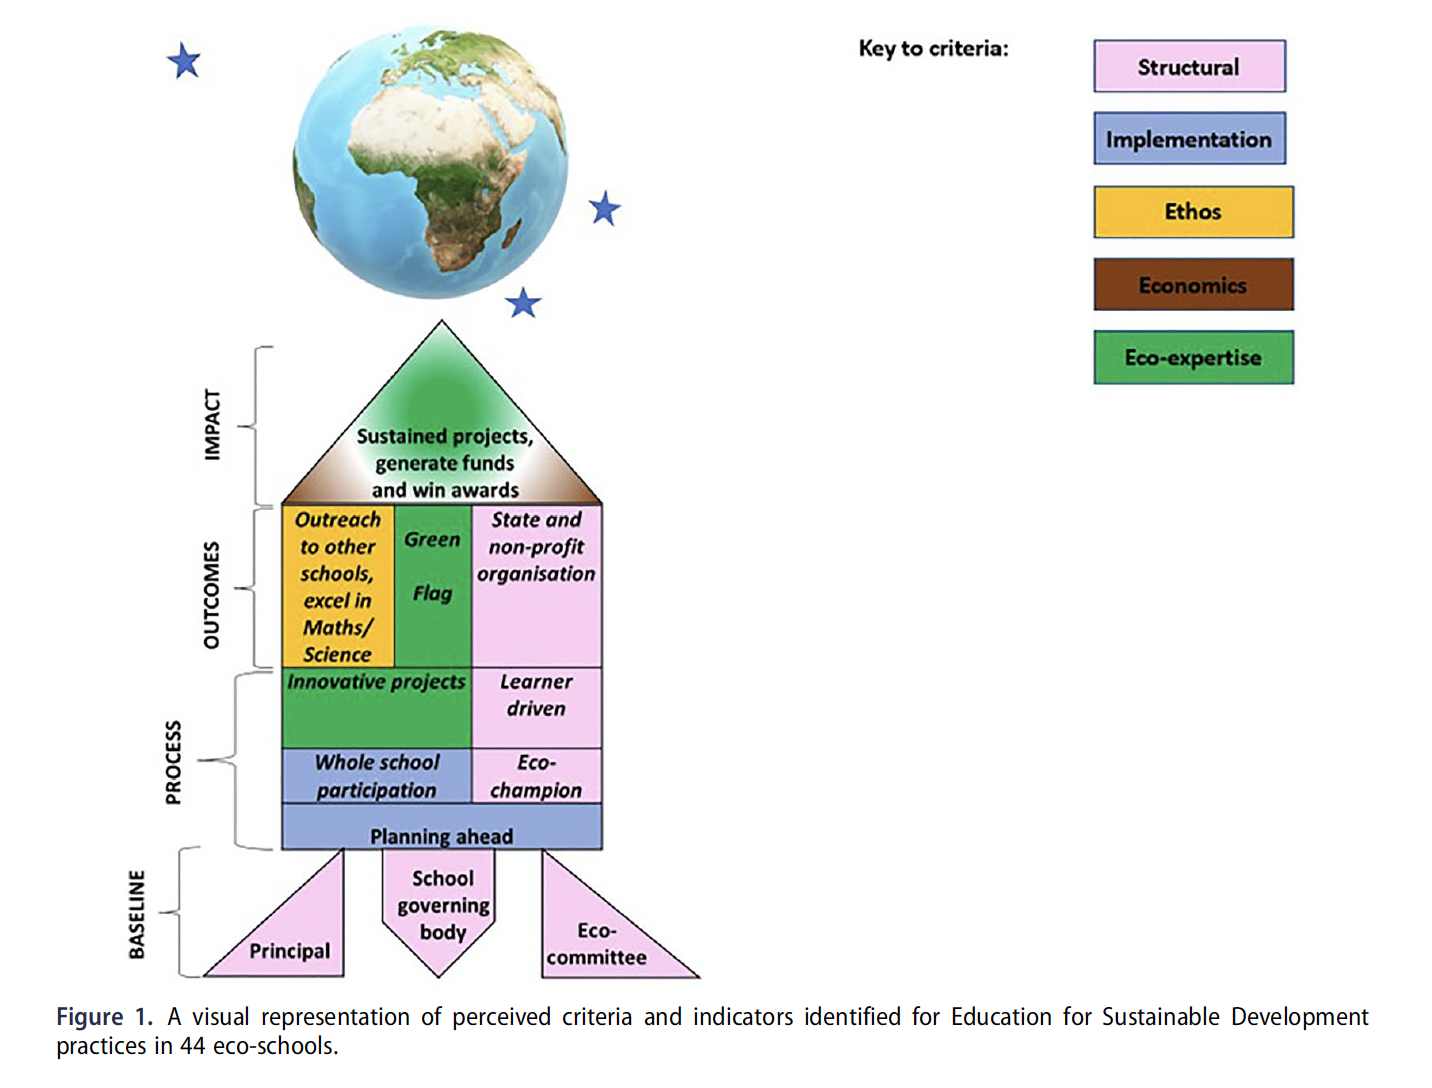 Key to criteria:
Structural
Implementation
Ethos
Economics
Eco-expertise
IMPACT
Sustained projects,
generate funds
and win awards
OUTCOMES
Outreach
to other
schools,
excel in
Maths/
Science
Green
Flag
State and
non-profit
organisation
PROCESS
Innovative projects
Learner
driven
Whole school
participation
Eco-
champion
Planning ahead
BASELINE
Principal
School
governing
body
Eco-
committee
Figure 1. A visual representation of perceived criteria and indicators identified for Education for Sustainable Development
practices in 44 eco-schools.